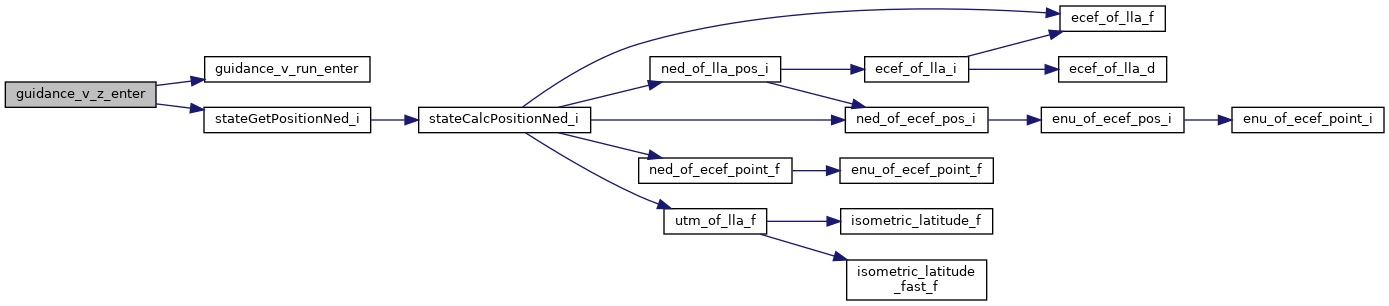 guidance_v_z_enter
guidance_v_run_enter
stateGetPositionNed_i
stateCalcPositionNed_i
ecef_of_lla_f
ned_of_lla_pos_i
ecef_of_lla_i
ecef_of_lla_d
ned_of_ecef_pos_i
enu_of_ecef_pos_i
enu_of_ecef_point_i
ned_of_ecef_point_f
enu_of_ecef_point_f
utm_of_lla_f
isometric_latitude_f
isometric_latitude
_fast_f